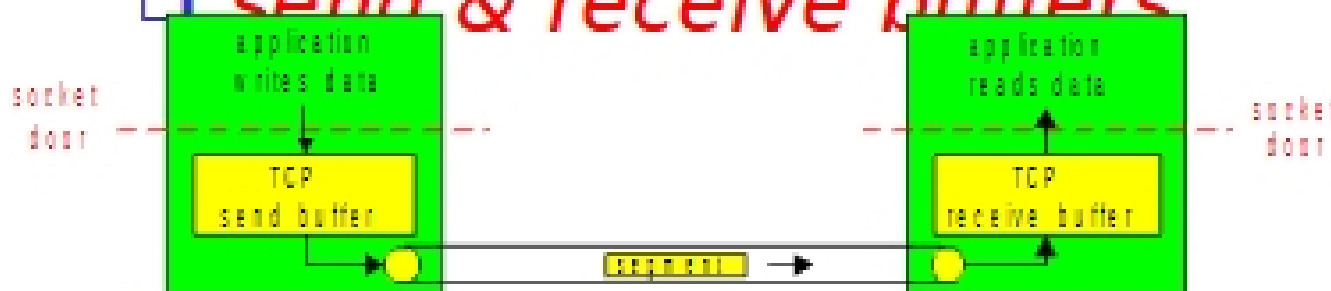 send & receive buffers
application
writes data
application
reads data
socket
door
socket
door
TCP
send buffer
TCP
receive buffer
segment